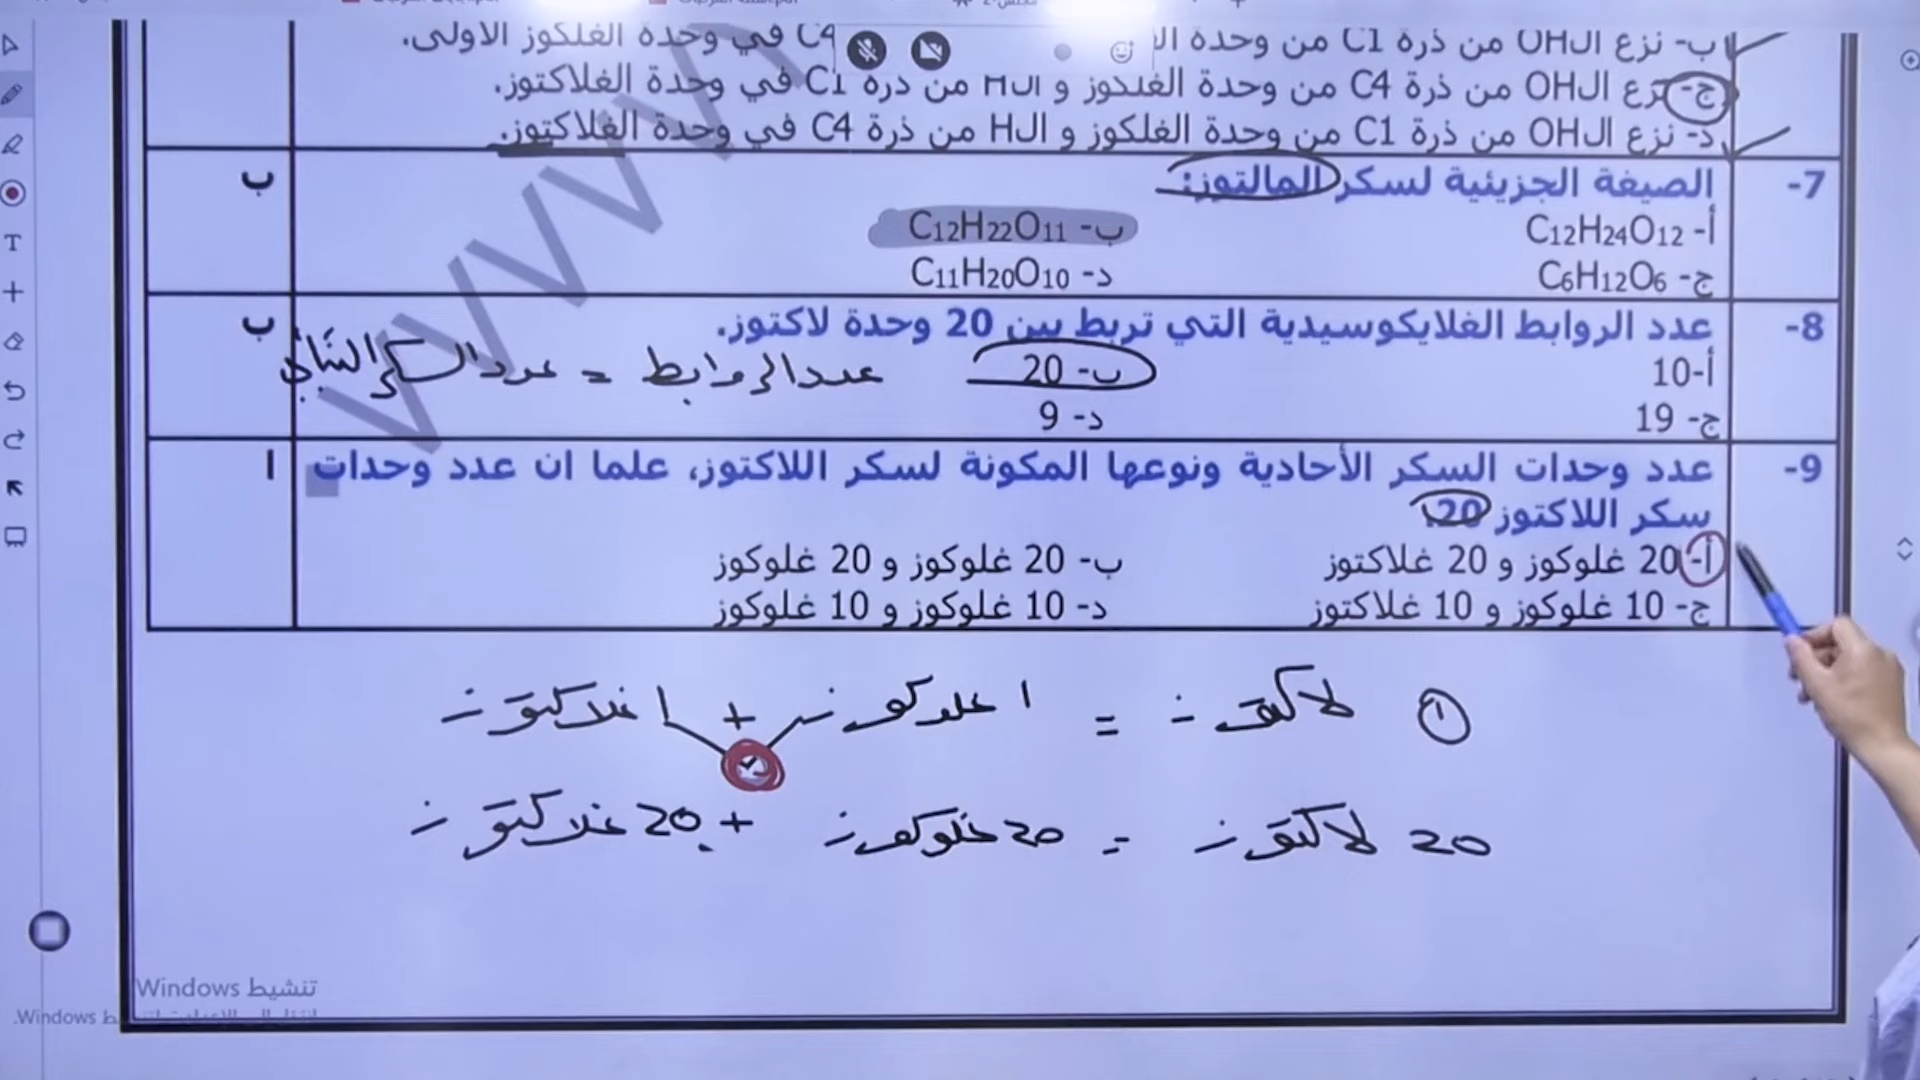 ب- نزع الـOH من ذرة C1 من وحدة ال C4 في وحدة الغلكوز الاولى.
ج- نزع الـOH من ذرة C4 من وحدة الغلكوز و الـH من ذرة C1 في وحدة الغلاكتوز.
د- نزع الـOH من ذرة C1 من وحدة الغلكوز و الـH من ذرة C4 في وحدة الغلاكتوز.
7- الصيغة الجزيئية لسكر المالتوز: ب
أ- C12H24O12 ب- C12H22O11
ج- C6H12O6 د- C11H20O10
8- عدد الروابط الغلايكوسيدية التي تربط بين 20 وحدة لاكتوز. ب
أ-10 ب- 20 عدد الروابط = عدد السكر الثنائي
ج- 19 د- 9
9- عدد وحدات السكر الأحادية ونوعها المكونة لسكر اللاكتوز، علما ان عدد وحدات ا
سكر اللاكتوز 20.
أ- 20 غلوكوز و 20 غلاكتوز ب- 20 غلوكوز و 20 غلوكوز
ج- 10 غلوكوز و 10 غلاكتوز د- 10 غلوكوز و 10 غلوكوز
1 لاكتوز = 1 غلوكوز + 1 غلاكتوز
20 لاكتوز = 20 غلوكوز + 20 غلاكتوز
تنشيط Windows
Windows